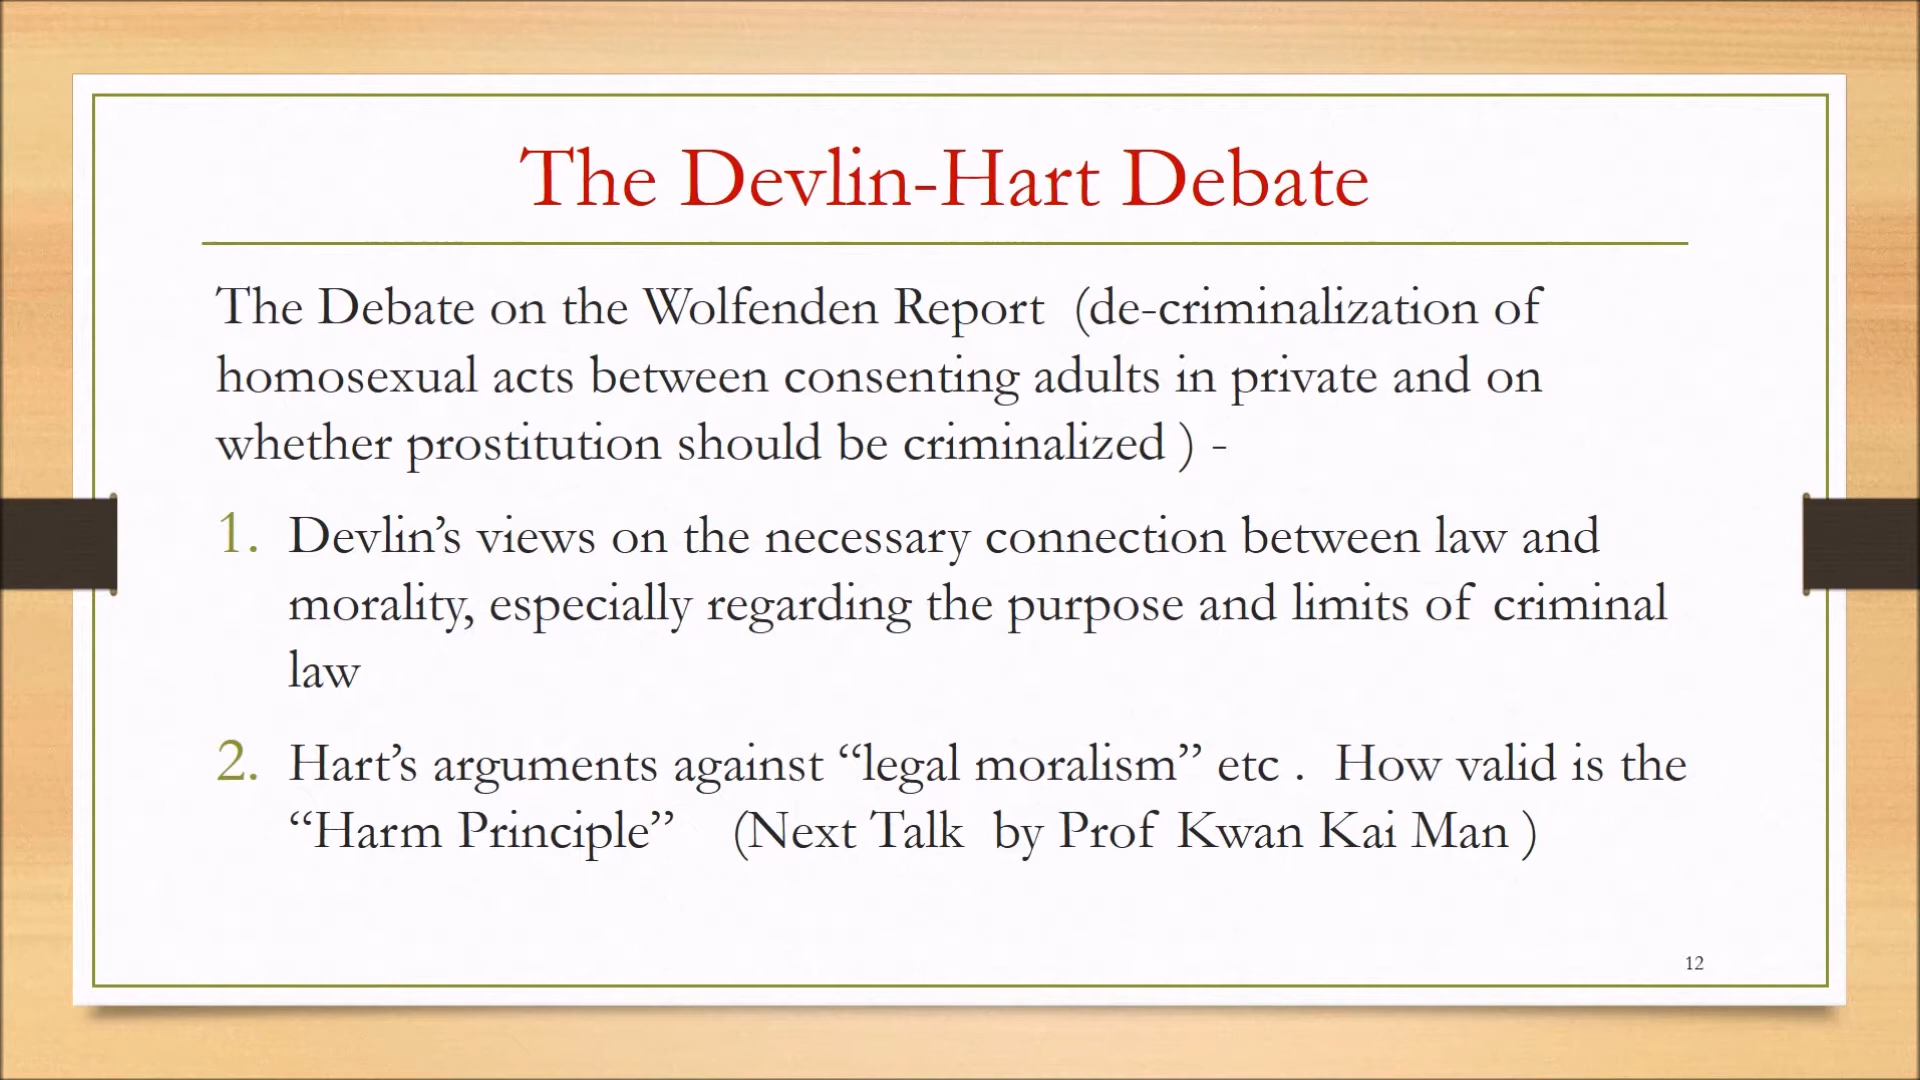 The Devlin-Hart Debate
The Debate on the Wolfenden Report (de-criminalization of
homosexual acts between consenting adults in private and on
whether prostitution should be criminalized ) -
1. Devlin’s views on the necessary connection between law and
morality, especially regarding the purpose and limits of criminal
law
2. Hart’s arguments against “legal moralism” etc . How valid is the
“Harm Principle” (Next Talk by Prof Kwan Kai Man )
12